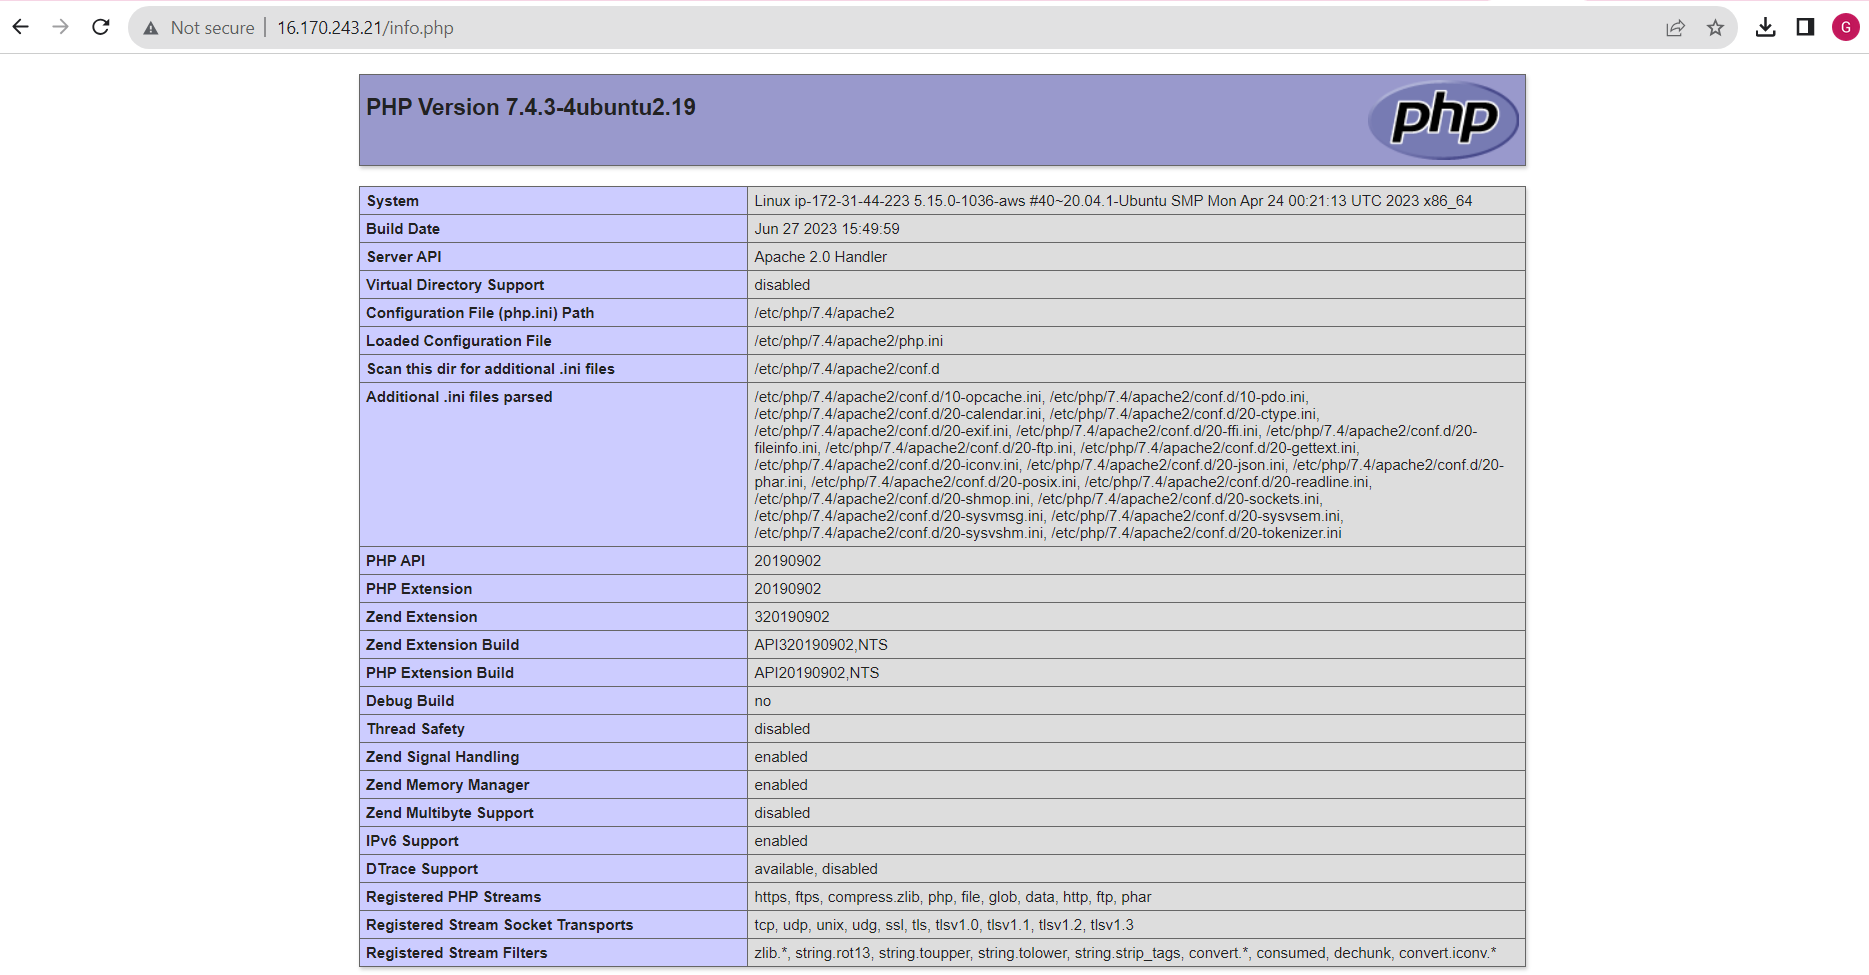 Not secure | 16.170.243.21/info.php
G
PHP Version 7.4.3-4ubuntu2.19
php
System Linux ip-172-31-44-223 5.15.0-1036-aws #40~20.04.1-Ubuntu SMP Mon Apr 24 00:21:13 UTC 2023 x86_64
Build Date Jun 27 2023 15:49:59
Server API Apache 2.0 Handler
Virtual Directory Support disabled
Configuration File (php.ini) Path /etc/php/7.4/apache2
Loaded Configuration File /etc/php/7.4/apache2/php.ini
Scan this dir for additional .ini files /etc/php/7.4/apache2/conf.d
Additional .ini files parsed /etc/php/7.4/apache2/conf.d/10-opcache.ini, /etc/php/7.4/apache2/conf.d/10-pdo.ini,
/etc/php/7.4/apache2/conf.d/20-calendar.ini, /etc/php/7.4/apache2/conf.d/20-ctype.ini,
/etc/php/7.4/apache2/conf.d/20-exif.ini, /etc/php/7.4/apache2/conf.d/20-ffi.ini, /etc/php/7.4/apache2/conf.d/20-
fileinfo.ini, /etc/php/7.4/apache2/conf.d/20-ftp.ini, /etc/php/7.4/apache2/conf.d/20-gettext.ini,
/etc/php/7.4/apache2/conf.d/20-iconv.ini, /etc/php/7.4/apache2/conf.d/20-json.ini, /etc/php/7.4/apache2/conf.d/20-
phar.ini, /etc/php/7.4/apache2/conf.d/20-posix.ini, /etc/php/7.4/apache2/conf.d/20-readline.ini,
/etc/php/7.4/apache2/conf.d/20-shmop.ini, /etc/php/7.4/apache2/conf.d/20-sockets.ini,
/etc/php/7.4/apache2/conf.d/20-sysvmsg.ini, /etc/php/7.4/apache2/conf.d/20-sysvsem.ini,
/etc/php/7.4/apache2/conf.d/20-sysvshm.ini, /etc/php/7.4/apache2/conf.d/20-tokenizer.ini
PHP API 20190902
PHP Extension 20190902
Zend Extension 320190902
Zend Extension Build API320190902,NTS
PHP Extension Build API20190902,NTS
Debug Build no
Thread Safety disabled
Zend Signal Handling enabled
Zend Memory Manager enabled
Zend Multibyte Support disabled
IPv6 Support enabled
DTrace Support available, disabled
Registered PHP Streams https, ftps, compress.zlib, php, file, glob, data, http, ftp, phar
Registered Stream Socket Transports tcp, udp, unix, udg, ssl, tls, tlsv1.0, tlsv1.1, tlsv1.2, tlsv1.3
Registered Stream Filters zlib.*, string.rot13, string.toupper, string.tolower, string.strip_tags, convert.*, consumed, dechunk, convert.iconv.*